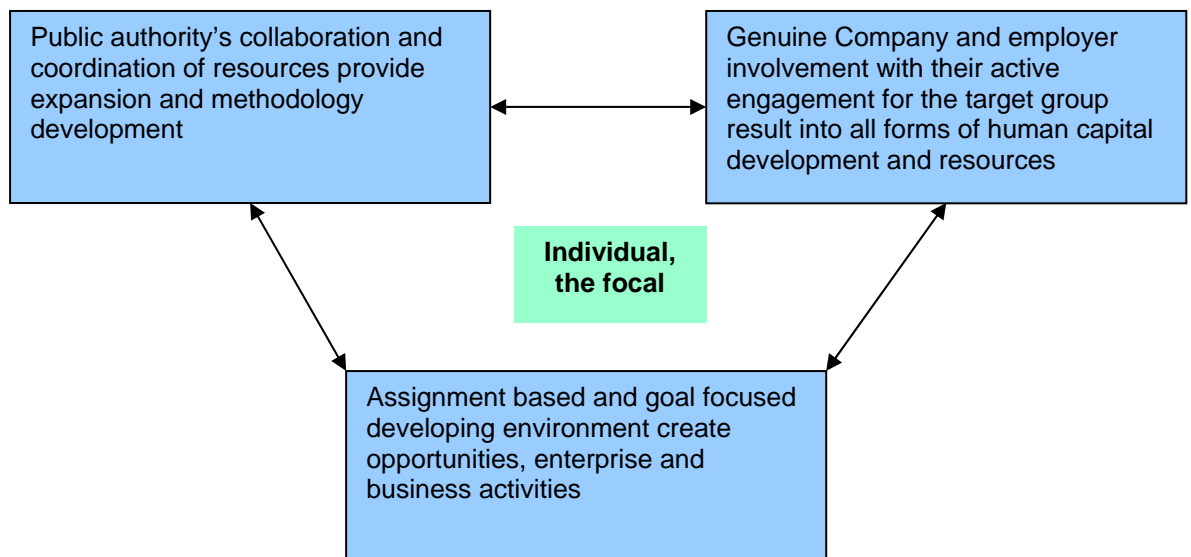 Public authority’s collaboration and
coordination of resources provide
expansion and methodology
development
Genuine Company and employer
involvement with their active
engagement for the target group
result into all forms of human capital
development and resources
Individual,
the focal
Assignment based and goal focused
developing environment create
opportunities, enterprise and
business activities